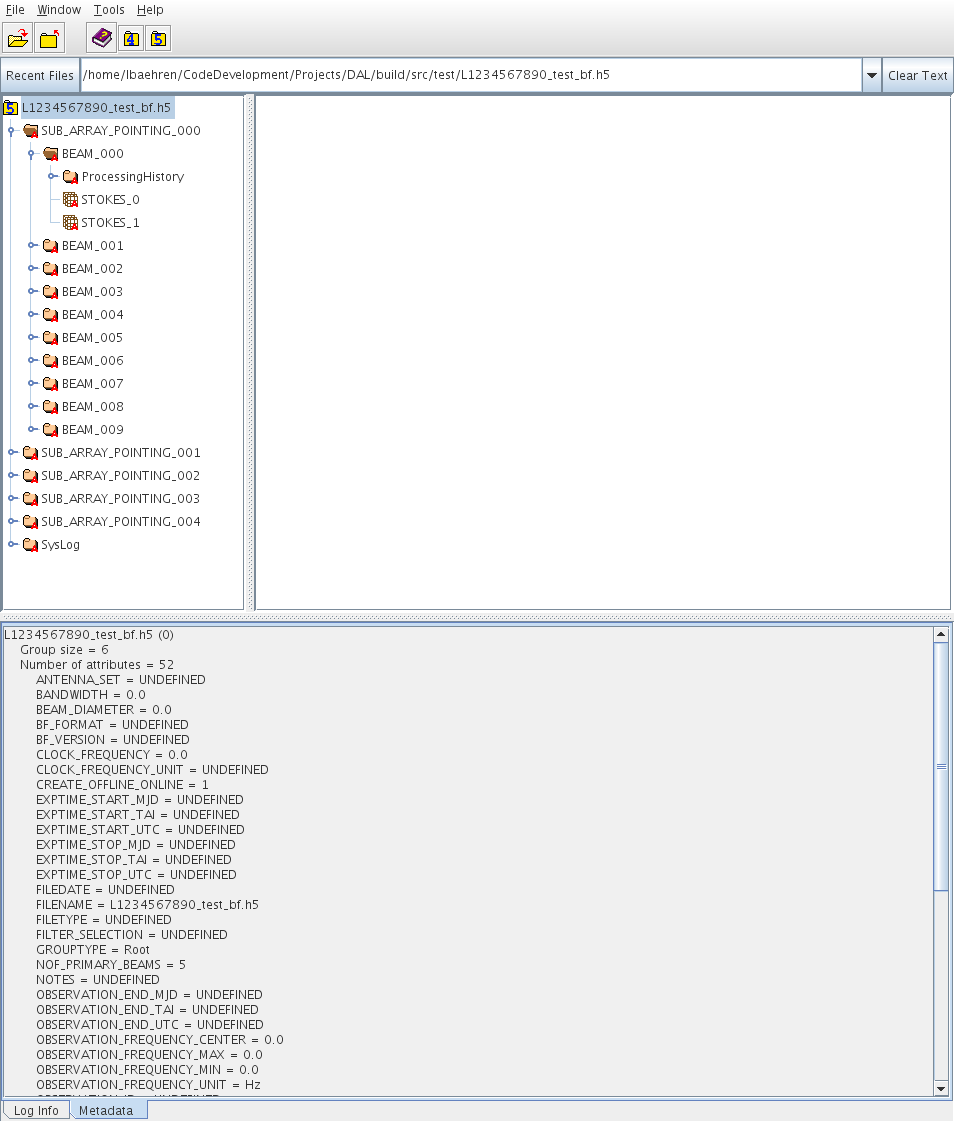 File Window Tools Help
4 5
Recent Files /home/lbaehren/CodeDevelopment/Projects/DAL/build/src/test/L1234567890_test_bf.h5 Clear Text
5 L1234567890_test_bf.h5
SUB_ARRAY_POINTING_000
BEAM_000
ProcessingHistory
STOKES_0
STOKES_1
BEAM_001
BEAM_002
BEAM_003
BEAM_004
BEAM_005
BEAM_006
BEAM_007
BEAM_008
BEAM_009
SUB_ARRAY_POINTING_001
SUB_ARRAY_POINTING_002
SUB_ARRAY_POINTING_003
SUB_ARRAY_POINTING_004
SysLog
L1234567890_test_bf.h5 (0)
Group size = 6
Number of attributes = 52
ANTENNA_SET = UNDEFINED
BANDWIDTH = 0.0
BEAM_DIAMETER = 0.0
BF_FORMAT = UNDEFINED
BF_VERSION = UNDEFINED
CLOCK_FREQUENCY = 0.0
CLOCK_FREQUENCY_UNIT = UNDEFINED
CREATE_OFFLINE_ONLINE = 1
EXPTIME_START_MJD = UNDEFINED
EXPTIME_START_TAI = UNDEFINED
EXPTIME_START_UTC = UNDEFINED
EXPTIME_STOP_MJD = UNDEFINED
EXPTIME_STOP_TAI = UNDEFINED
EXPTIME_STOP_UTC = UNDEFINED
FILEDATE = UNDEFINED
FILENAME = L1234567890_test_bf.h5
FILETYPE = UNDEFINED
FILTER_SELECTION = UNDEFINED
GROUPTYPE = Root
NOF_PRIMARY_BEAMS = 5
NOTES = UNDEFINED
OBSERVATION_END_MJD = UNDEFINED
OBSERVATION_END_TAI = UNDEFINED
OBSERVATION_END_UTC = UNDEFINED
OBSERVATION_FREQUENCY_CENTER = 0.0
OBSERVATION_FREQUENCY_MAX = 0.0
OBSERVATION_FREQUENCY_MIN = 0.0
OBSERVATION_FREQUENCY_UNIT = Hz
Log Info Metadata